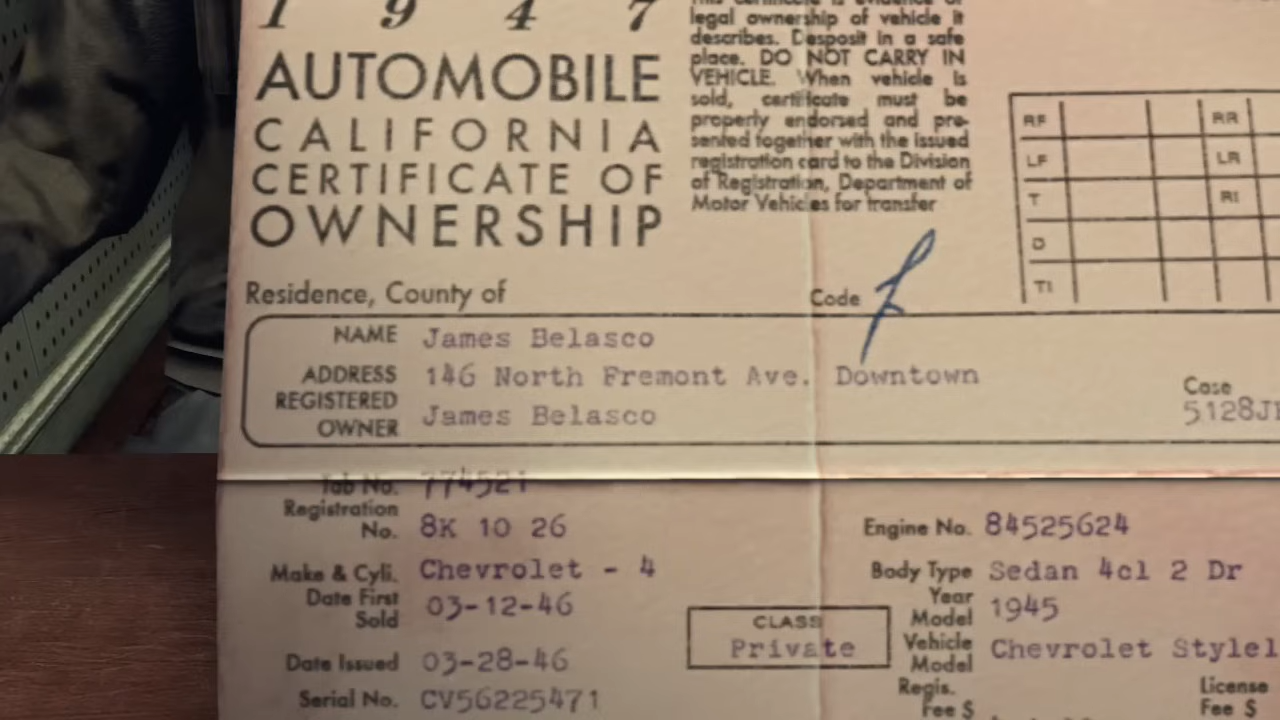 1 9 4 7
AUTOMOBILE
CALIFORNIA
CERTIFICATE OF
OWNERSHIP
legal ownership of vehicle it
describes. Desposit in a safe
place. DO NOT CARRY IN
VEHICLE. When vehicle is
sold, certificate must be
properly endorsed and pre-
sented together with the issued
registration card to the Division
of Registration, Department of
Motor Vehicles for transfer
RF RR
LF LR
T RI
D
TI
Residence, County of
Code
NAME James Belasco
ADDRESS 146 North Fremont Ave. Downtown
REGISTERED
OWNER James Belasco
Case
5128J
Tab No. 774521
Registration
No. 8K 10 26
Engine No. 84525624
Make & Cyli. Chevrolet - 4
Body Type Sedan 4cl 2 Dr
Date First
Sold 03-12-46
Year
Model 1945
CLASS
Private
Vehicle
Model Chevrolet Stylel
Date Issued 03-28-46
Serial No. CV56225471
Regis.
Fee $
License
Fee $